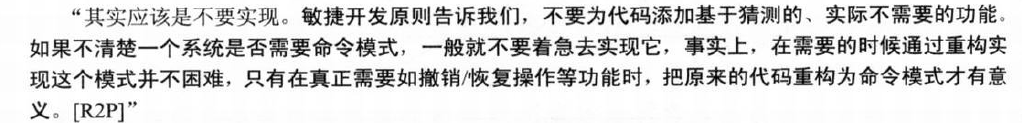 “其实应该是不要实现。敏捷开发原则告诉我们，不要为代码添加基于猜测的、实际不需要的功能。
如果不清楚一个系统是否需要命令模式，一般就不要着急去实现它，事实上，在需要的时候通过重构实
现这个模式并不困难，只有在真正需要如撤销/恢复操作等功能时，把原来的代码重构为命令模式才有意
义。[R2P]”